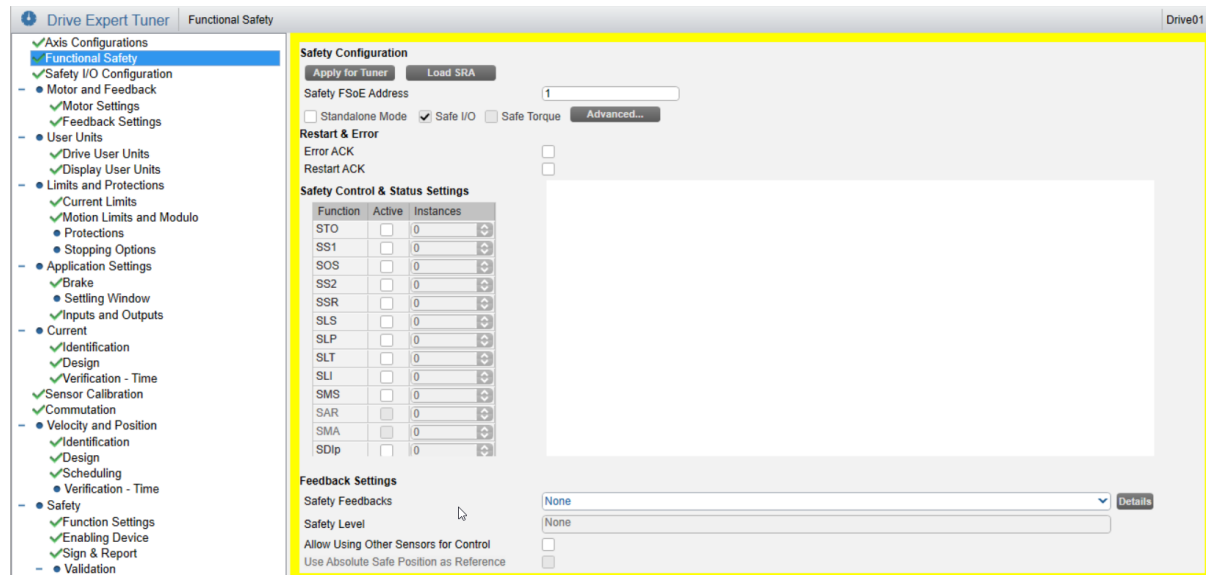 Drive Expert Tuner Functional Safety Drive01
Axis Configurations
Functional Safety
Safety I/O Configuration
Motor and Feedback
Motor Settings
Feedback Settings
User Units
Drive User Units
Display User Units
Limits and Protections
Current Limits
Motion Limits and Modulo
Protections
Stopping Options
Application Settings
Brake
Settling Window
Inputs and Outputs
Current
Identification
Design
Verification - Time
Sensor Calibration
Commutation
Velocity and Position
Identification
Design
Scheduling
Verification - Time
Safety
Function Settings
Enabling Device
Sign & Report
Validation
Safety Configuration
Apply for Tuner Load SRA
Safety FSoE Address 1
Standalone Mode Safe I/O Safe Torque Advanced...
Restart & Error
Error ACK
Restart ACK
Safety Control & Status Settings
Function Active Instances
STO 0
SS1 0
SOS 0
SS2 0
SSR 0
SLS 0
SLP 0
SLT 0
SLI 0
SMS 0
SAR 0
SMA 0
SDIp 0
Feedback Settings
Safety Feedbacks None Details
Safety Level None
Allow Using Other Sensors for Control
Use Absolute Safe Position as Reference